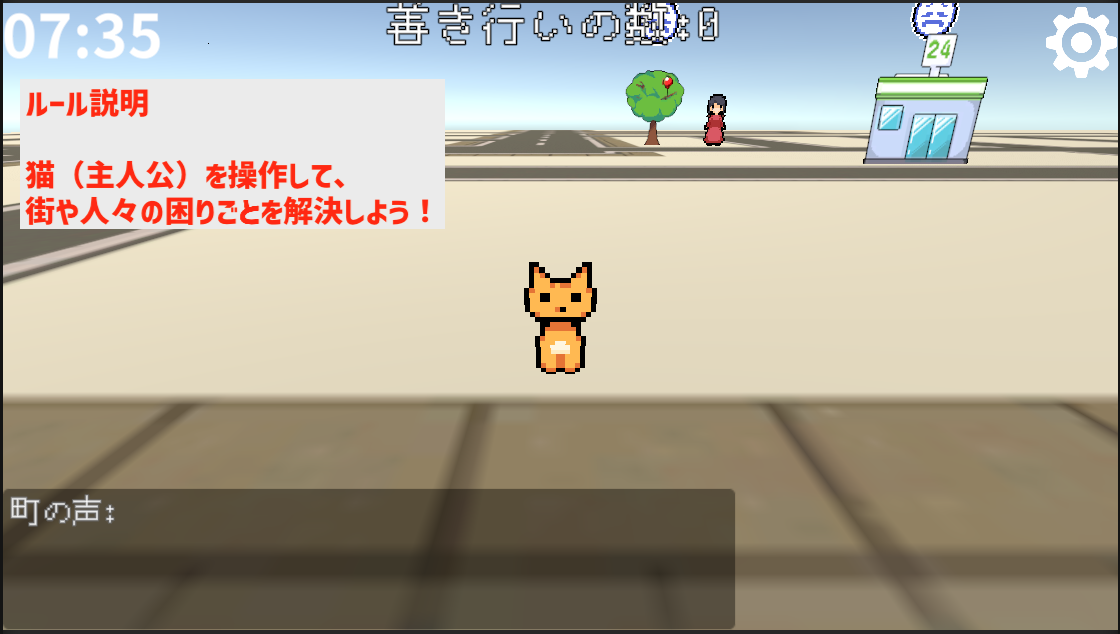 07:35
善き行いの数:0
24
ルール説明
猫（主人公）を操作して、
街や人々の困りごとを解決しよう！
町の声: